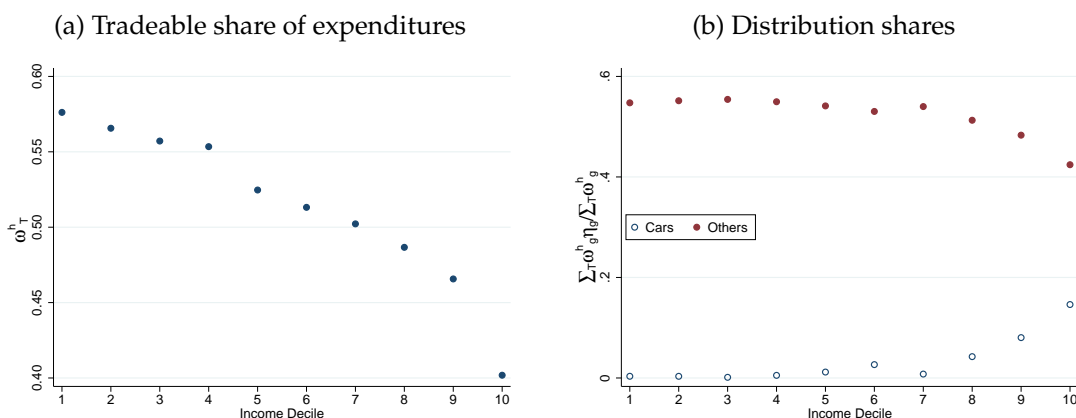 (a) Tradeable share of expenditures
0.60
0.55
0.50
0.45
0.40
ω^h_T
1 2 3 4 5 6 7 8 9 10
Income Decile
(b) Distribution shares
.6
.4
.2
0
Σ_T ω^h_g η_g / Σ_T ω^h_g
Cars Others
1 2 3 4 5 6 7 8 9 10
Income Decile